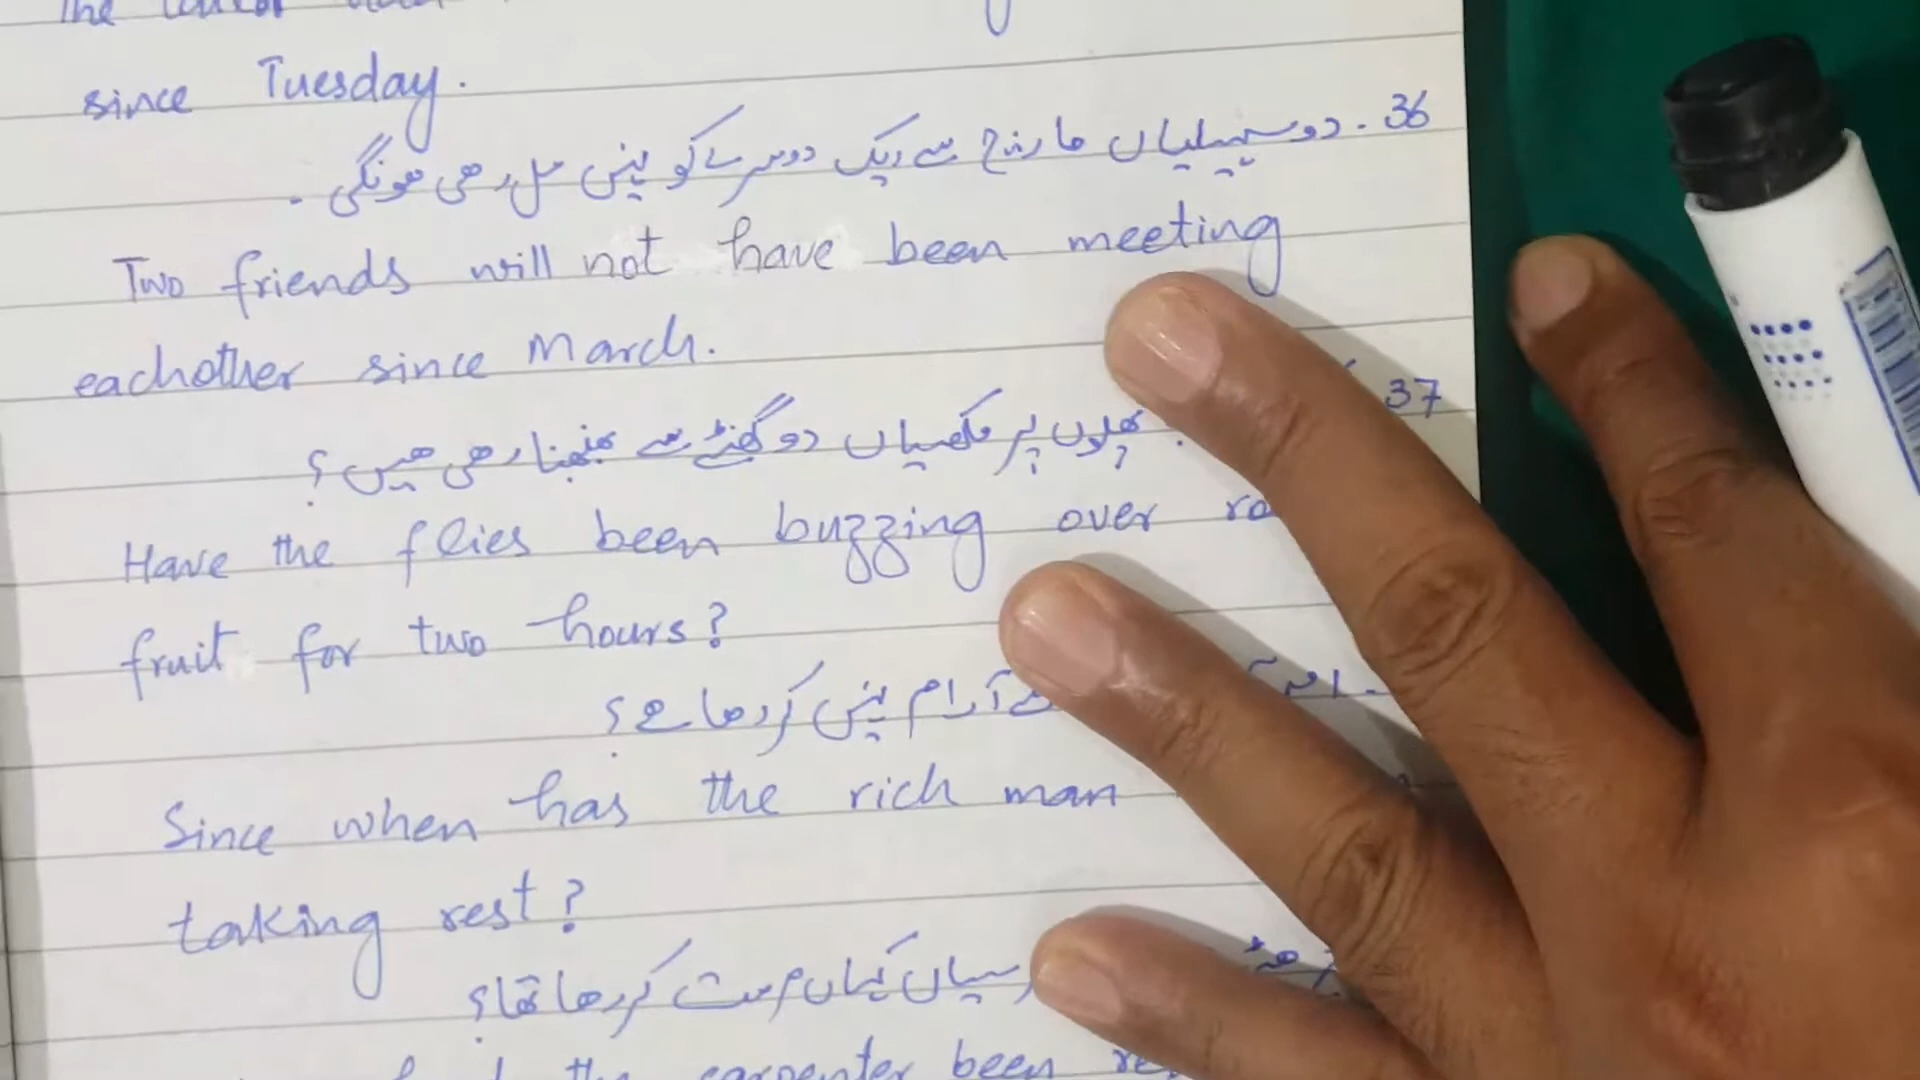 The
since Tuesday.
36. دو سہیلیاں مارچ سے ایک دوسرے کو نہیں مل رہی ہونگی۔
Two friends will not have been meeting
eachother since March.
37
پھلوں پر مکھیاں دو گھنٹے سے بھنبھنا رہی ہیں؟
Have the flies been buzzing over
fruit for two hours?
آرام نہیں کر رہا ہے؟
Since when has the rich man
taking rest?
کہاں مرمت کر رہا تھا؟
the carpenter been